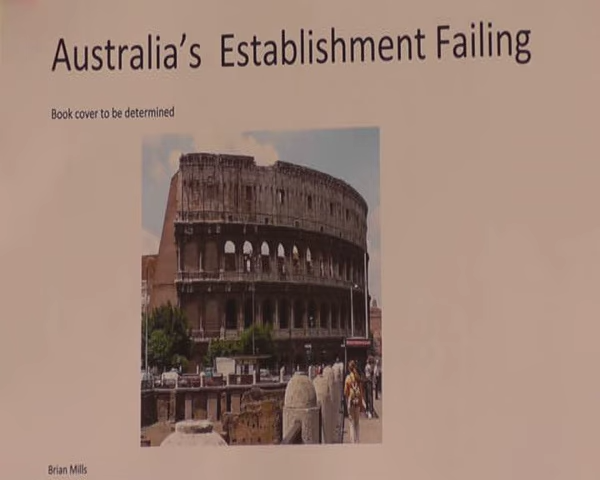 Australia's Establishment Failing
Book cover to be determined
Brian Mills